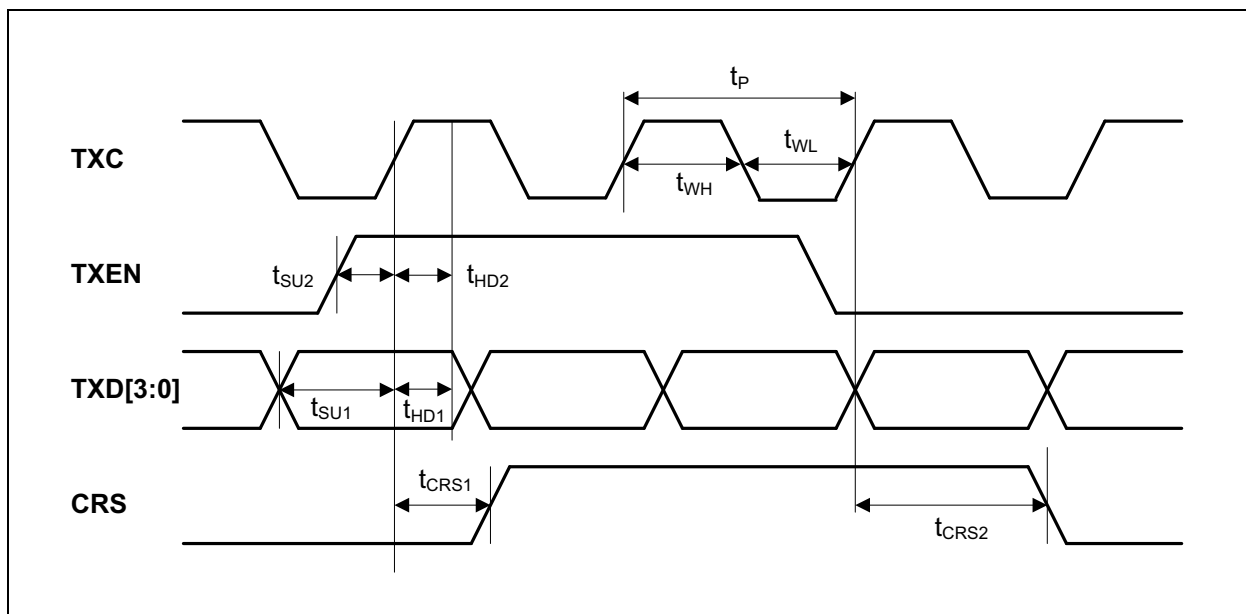 tP
TXC
tWL
tWH
TXEN
tSU2
tHD2
TXD[3:0]
tSU1
tHD1
tCRS1
CRS
tCRS2